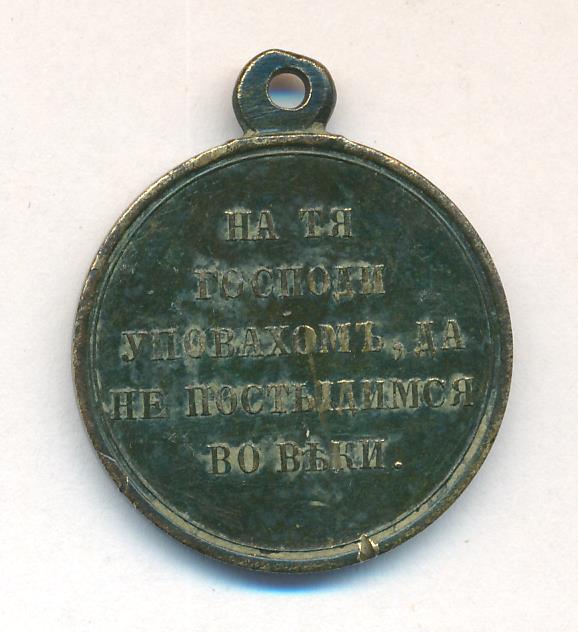 НА ТЯ
ГОСПОДИ
УПОВАХОМЪ, ДА
НЕ ПОСТЫДИМСЯ
ВО ВѢКИ.